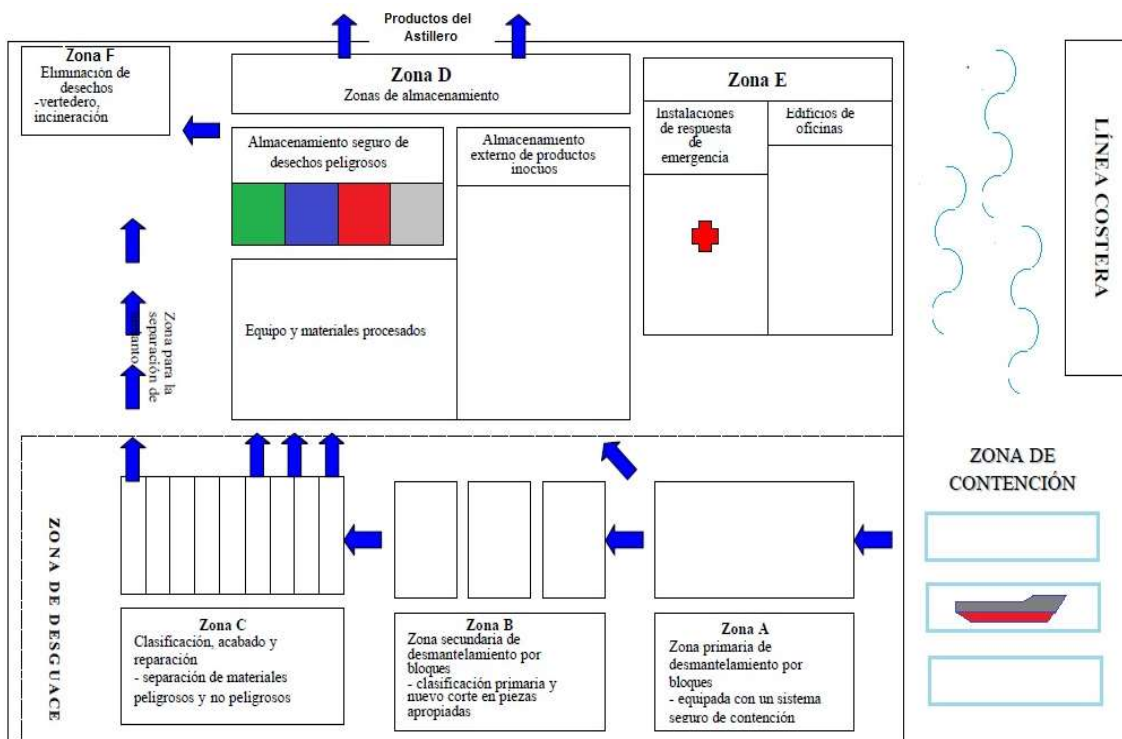 Productos del
Astillero
Zona F
Eliminación de
desechos
-vertedero,
incineración
Zona D
Zonas de almacenamiento
Zona E
Instalaciones
de respuesta
de
emergencia
Edificios de
oficinas
Almacenamiento seguro de
desechos peligrosos
Almacenamiento
externo de productos
inocuos
Equipo y materiales procesados
Zona para la
separación de
LÍNEA COSTERA
ZONA DE
CONTENCIÓN
ZONA DE DESGUACE
Zona C
Clasificación, acabado y
reparación
- separación de materiales
peligrosos y no peligrosos
Zona B
Zona secundaria de
desmantelamiento por
bloques
- clasificación primaria y
nuevo corte en piezas
apropiadas
Zona A
Zona primaria de
desmantelamiento por
bloques
- equipada con un sistema
seguro de contención